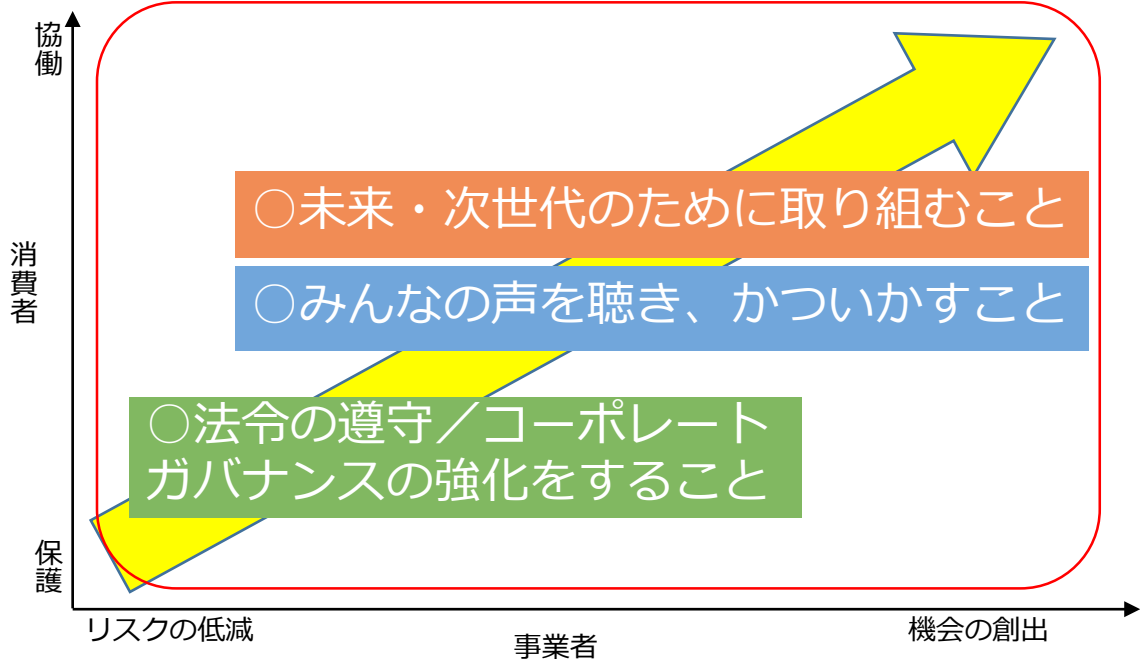 協働
○未来・次世代のために取り組むこと
消費者
○みんなの声を聴き、かついかすこと
○法令の遵守／コーポレート
ガバナンスの強化をすること
保護
リスクの低減
事業者
機会の創出